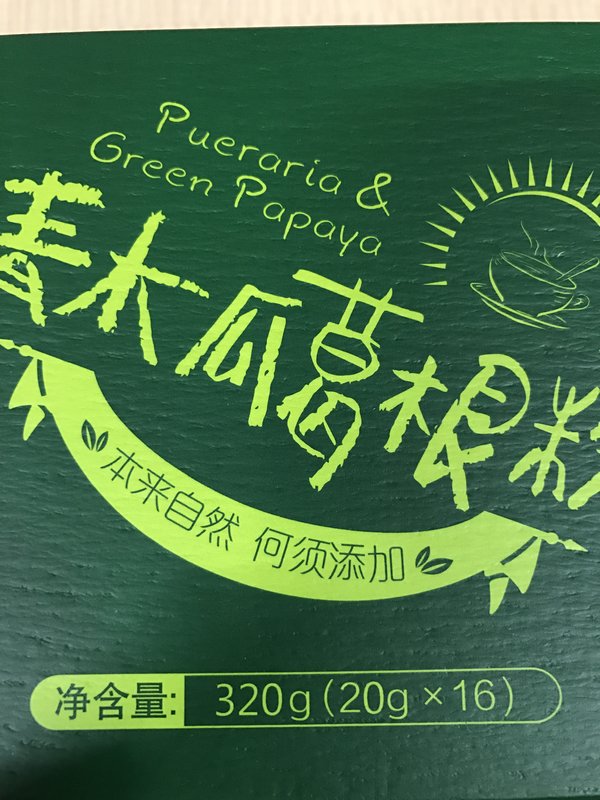 Pueraria &
Green Papaya
青木瓜葛根粉
本来自然 何须添加
净含量: 320g(20g×16)